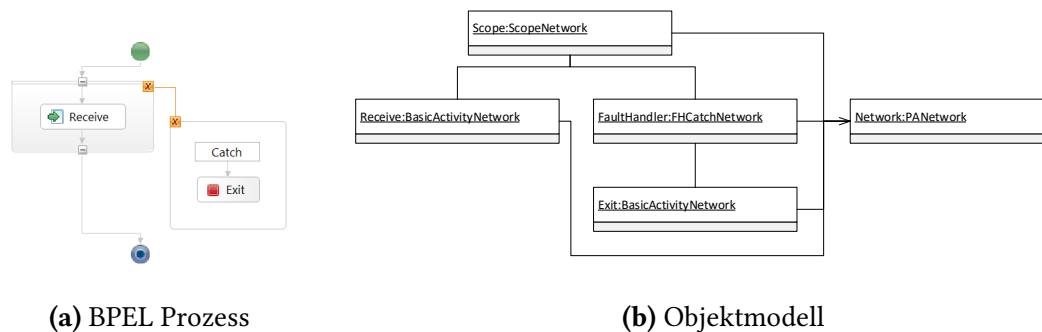 Receive
Catch
Exit
(a) BPEL Prozess
Scope:ScopeNetwork
Receive:BasicActivityNetwork
FaultHandler:FHCatchNetwork
Network:PANetwork
Exit:BasicActivityNetwork
(b) Objektmodell